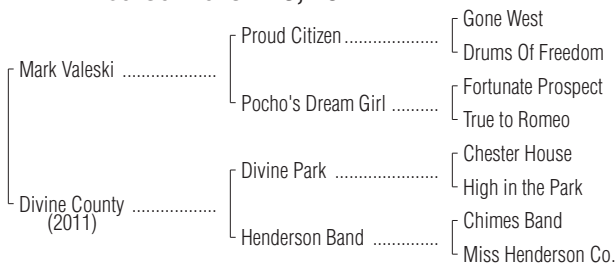 Gone West
Proud Citizen ....................
Drums Of Freedom
Mark Valeski ....................
Fortunate Prospect
Pocho's Dream Girl ..........
True to Romeo
Chester House
Divine Park ......................
High in the Park
Divine County ..................
(2011)
Chimes Band
Henderson Band ..............
Miss Henderson Co.